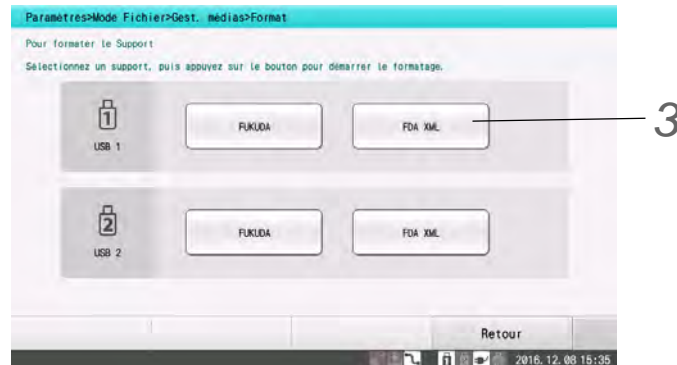 Paramètres>Mode Fichier>Gest. médias>Format
Pour formater le Support
Sélectionnez un support, puis appuyez sur le bouton pour démarrer le formatage.
1
USB 1
FUKUDA
FDA XML
3
2
USB 2
FUKUDA
FDA XML
Retour
2016.12.08 15:35